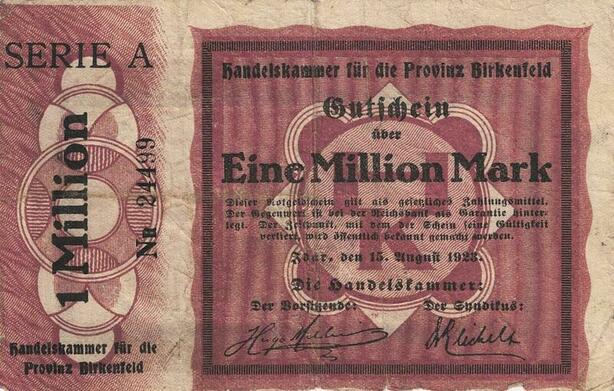 SERIE A
1 Million
Nr 24499
Handelskammer für die
Provinz Birkenfeld
Handelskammer für die Provinz Birkenfeld
Gutschein
über
Eine Million Mark
Dieser Notgeldschein gilt als gesetzliches Zahlungsmittel.
Der Gegenwert ist bei der Reichsbank als Garantie hinter-
legt. Der Zeitpunkt, mit dem der Schein seine Gültigkeit
verliert, wird öffentlich bekannt gemacht werden.
Idar, den 15. August 1923.
Die Handelskammer:
Der Vorsitzende: Der Syndikus:
Hugo